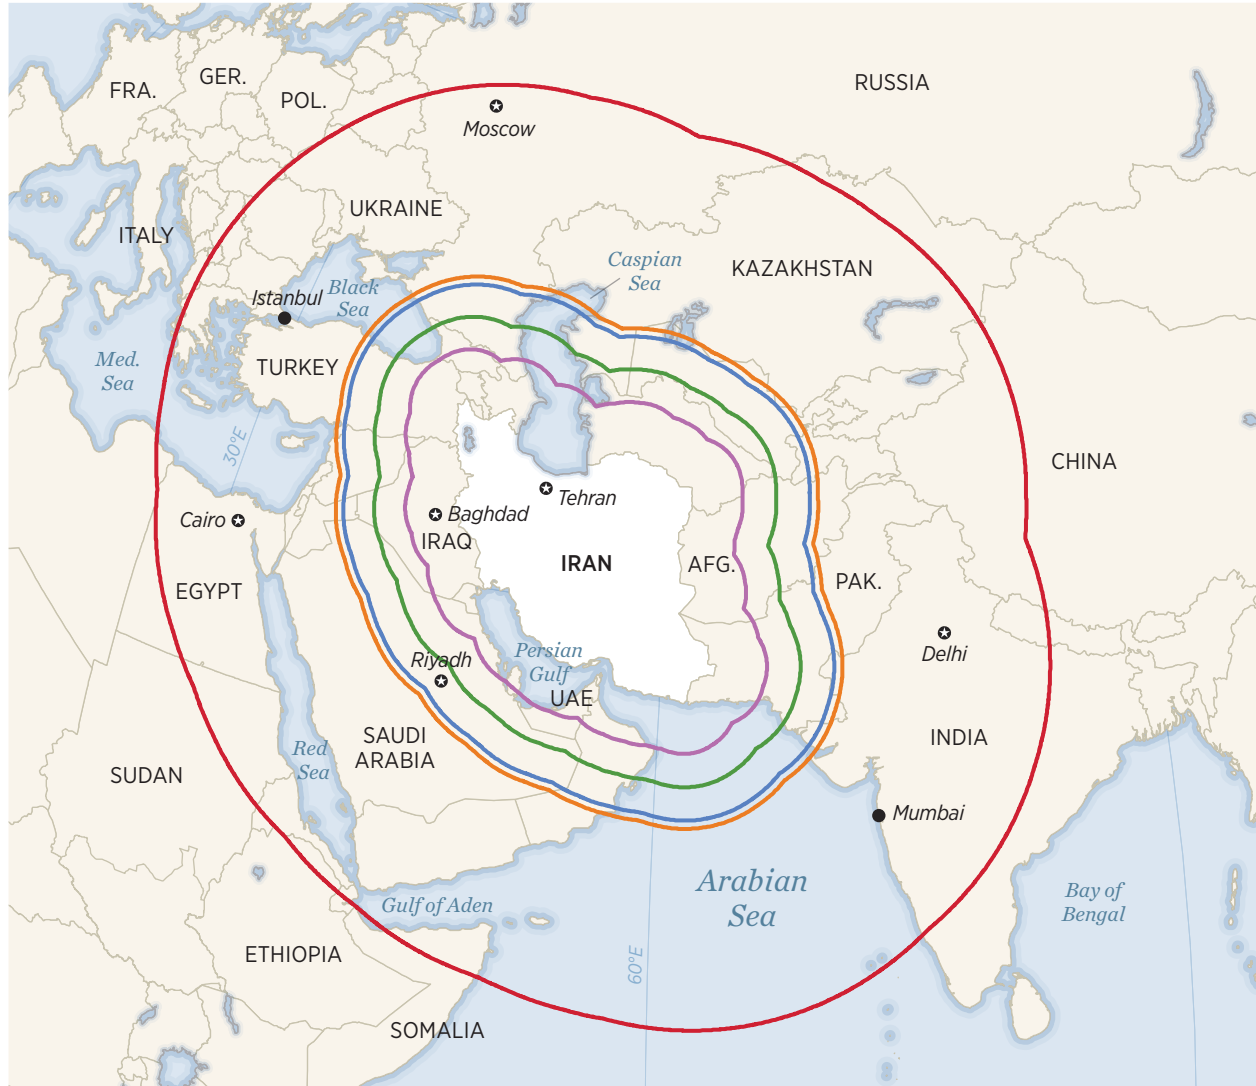 RUSSIA
GER.
FRA.
POL.
Moscow
UKRAINE
ITALY
Caspian
Sea
KAZAKHSTAN
Istanbul
Black
Sea
Med.
Sea
TURKEY
30°E
CHINA
Tehran
Cairo
Baghdad
IRAQ
IRAN
AFG.
PAK.
EGYPT
Delhi
Riyadh
Persian
Gulf
UAE
SAUDI
ARABIA
INDIA
Red
Sea
SUDAN
Mumbai
Arabian
Sea
Bay of
Bengal
Gulf of Aden
ETHIOPIA
60°E
SOMALIA